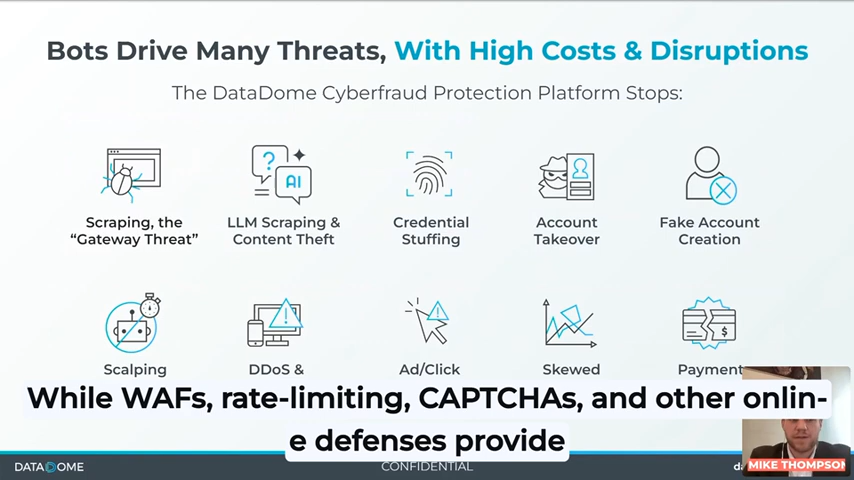 Bots Drive Many Threats, With High Costs & Disruptions
The DataDome Cyberfraud Protection Platform Stops:
?
AI
Scraping, the
“Gateway Threat”
LLM Scraping &
Content Theft
Credential
Stuffing
Account
Takeover
Fake Account
Creation
$
Scalping
DDoS &
Ad/Click
Skewed
Payment
While WAFs, rate-limiting, CAPTCHAs, and other onlin-
e defenses provide
DATADOME
CONFIDENTIAL
MIKE THOMPSON